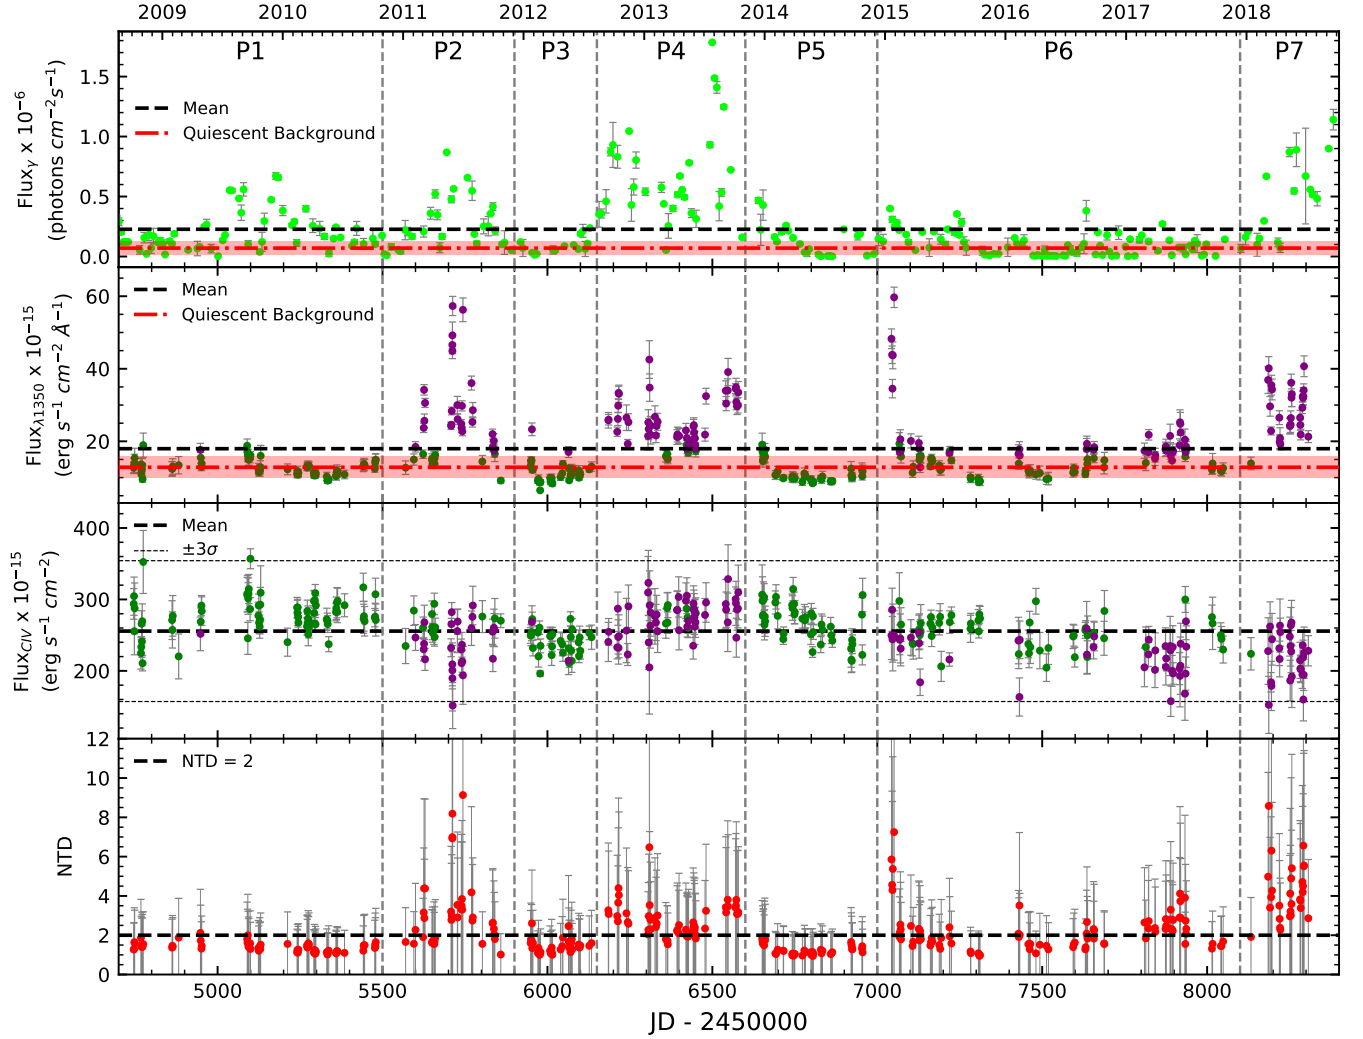 2009 2010 2011 2012 2013 2014 2015 2016 2017 2018
P1 P2 P3 P4 P5 P6 P7
Flux_γ x 10⁻⁶
(photons cm⁻²s⁻¹)
1.5
1.0
0.5
0.0
Mean
Quiescent Background
Flux_λ1350 x 10⁻¹⁵
(erg s⁻¹ cm⁻² Å⁻¹)
60
40
20
Mean
Quiescent Background
Flux_CIV x 10⁻¹⁵
(erg s⁻¹ cm⁻²)
400
300
200
Mean
±3σ
NTD
12
10
8
6
4
2
0
NTD = 2
5000 5500 6000 6500 7000 7500 8000
JD - 2450000